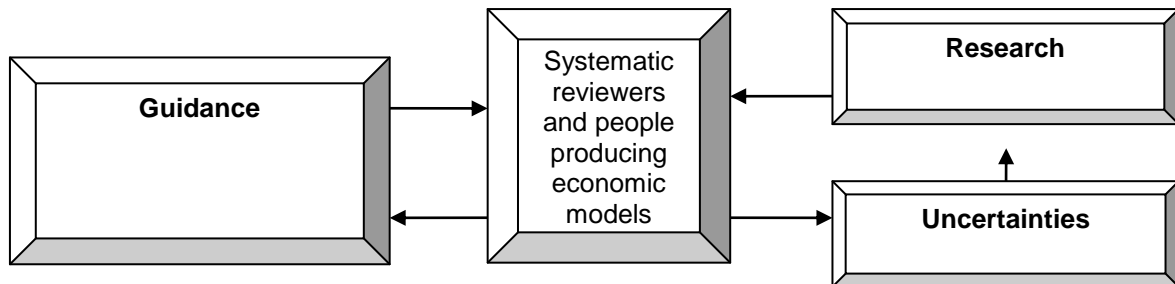 Guidance
Systematic
reviewers
and people
producing
economic
models
Research
Uncertainties